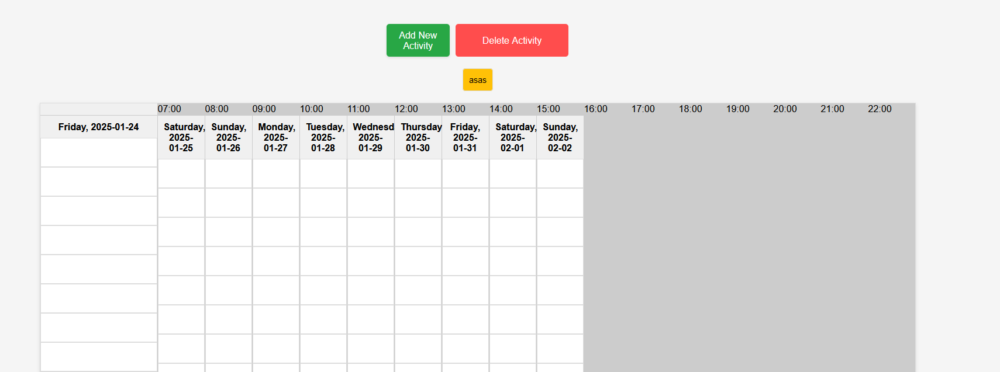 Add New
Activity
Delete Activity
asas
07:00 08:00 09:00 10:00 11:00 12:00 13:00 14:00 15:00 16:00 17:00 18:00 19:00 20:00 21:00 22:00
Friday, 2025-01-24
Saturday,
2025-
01-25
Sunday,
2025-
01-26
Monday,
2025-
01-27
Tuesday,
2025-
01-28
Wednesd
2025-
01-29
Thursday
2025-
01-30
Friday,
2025-
01-31
Saturday,
2025-
02-01
Sunday,
2025-
02-02